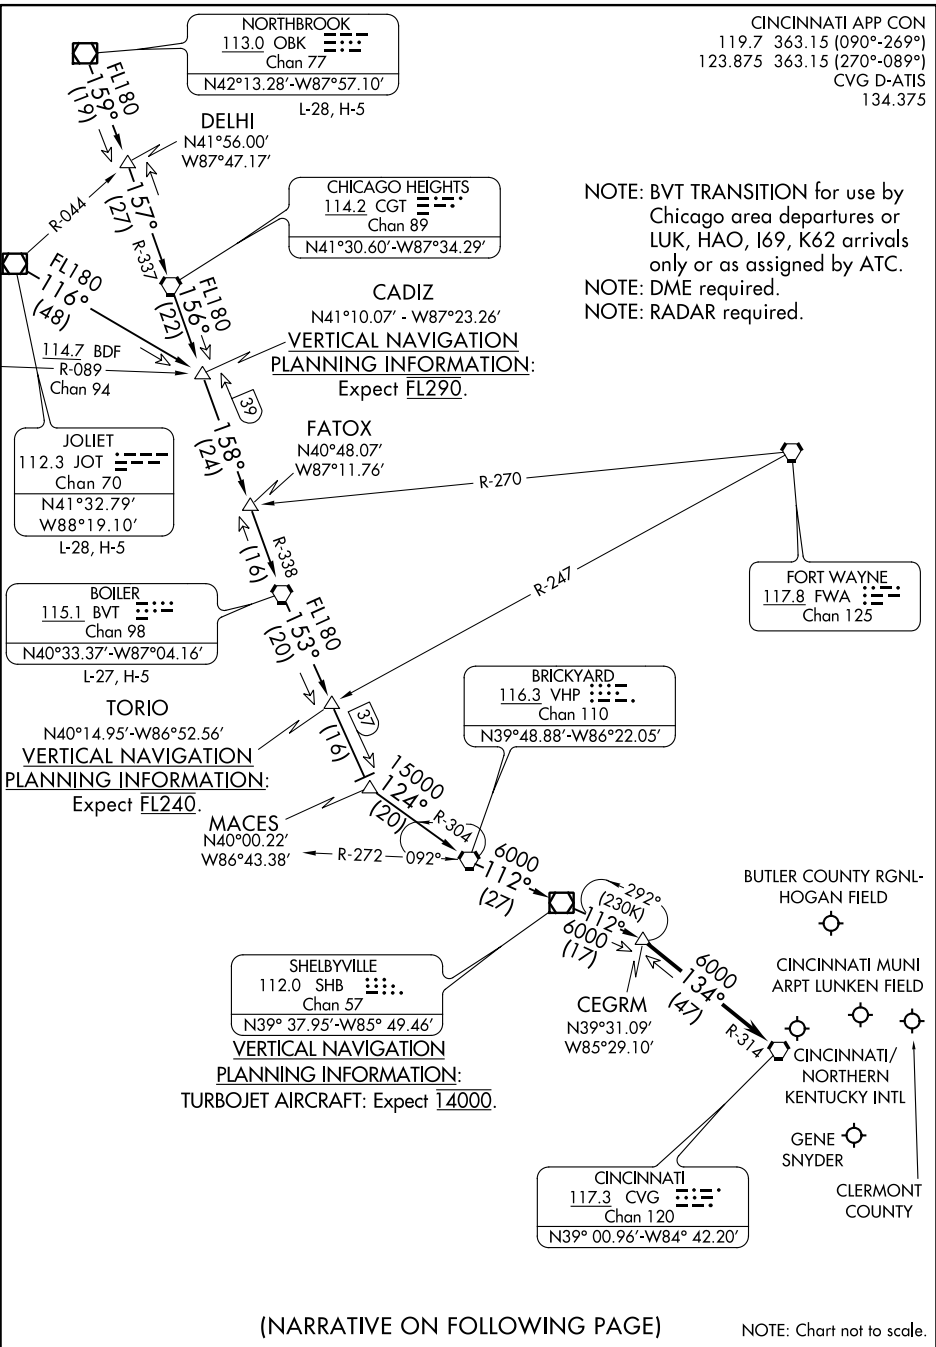 NORTHBROOK
113.0 OBK
Chan 77
N42°13.28'-W87°57.10'
L-28, H-5
CINCINNATI APP CON
119.7 363.15 (090°-269°)
123.875 363.15 (270°-089°)
CVG D-ATIS
134.375
FL180
159°
(19)
DELHI
N41°56.00'
W87°47.17'
R-044
157°
(27)
R-337
CHICAGO HEIGHTS
114.2 CGT
Chan 89
N41°30.60'-W87°34.29'
NOTE: BVT TRANSITION for use by
Chicago area departures or
LUK, HAO, I69, K62 arrivals
only or as assigned by ATC.
NOTE: DME required.
NOTE: RADAR required.
FL180
116°
(48)
FL180
156°
(22)
CADIZ
N41°10.07' - W87°23.26'
VERTICAL NAVIGATION
PLANNING INFORMATION:
Expect FL290.
114.7 BDF
R-089
Chan 94
39
158°
(24)
JOLIET
112.3 JOT
Chan 70
N41°32.79'
W88°19.10'
L-28, H-5
FATOX
N40°48.07'
W87°11.76'
R-270
R-247
(16)
R-338
FORT WAYNE
117.8 FWA
Chan 125
BOILER
115.1 BVT
Chan 98
N40°33.37'-W87°04.16'
L-27, H-5
FL180
153°
(20)
TORIO
N40°14.95'-W86°52.56'
VERTICAL NAVIGATION
PLANNING INFORMATION:
Expect FL240.
37
(16)
BRICKYARD
116.3 VHP
Chan 110
N39°48.88'-W86°22.05'
15000
124°
(20)
R-304
MACES
N40°00.22'
W86°43.38'
R-272
092°
6000
112°
(27)
292°
(230K)
112°
6000
(17)
BUTLER COUNTY RGNL-
HOGAN FIELD
SHELBYVILLE
112.0 SHB
Chan 57
N39° 37.95'-W85° 49.46'
VERTICAL NAVIGATION
PLANNING INFORMATION:
TURBOJET AIRCRAFT: Expect 14000.
CEGRM
N39°31.09'
W85°29.10'
6000
134°
(47)
R-314
CINCINNATI MUNI
ARPT LUNKEN FIELD
CINCINNATI/
NORTHERN
KENTUCKY INTL
GENE
SNYDER
CLERMONT
COUNTY
CINCINNATI
117.3 CVG
Chan 120
N39° 00.96'-W84° 42.20'
(NARRATIVE ON FOLLOWING PAGE)
NOTE: Chart not to scale.